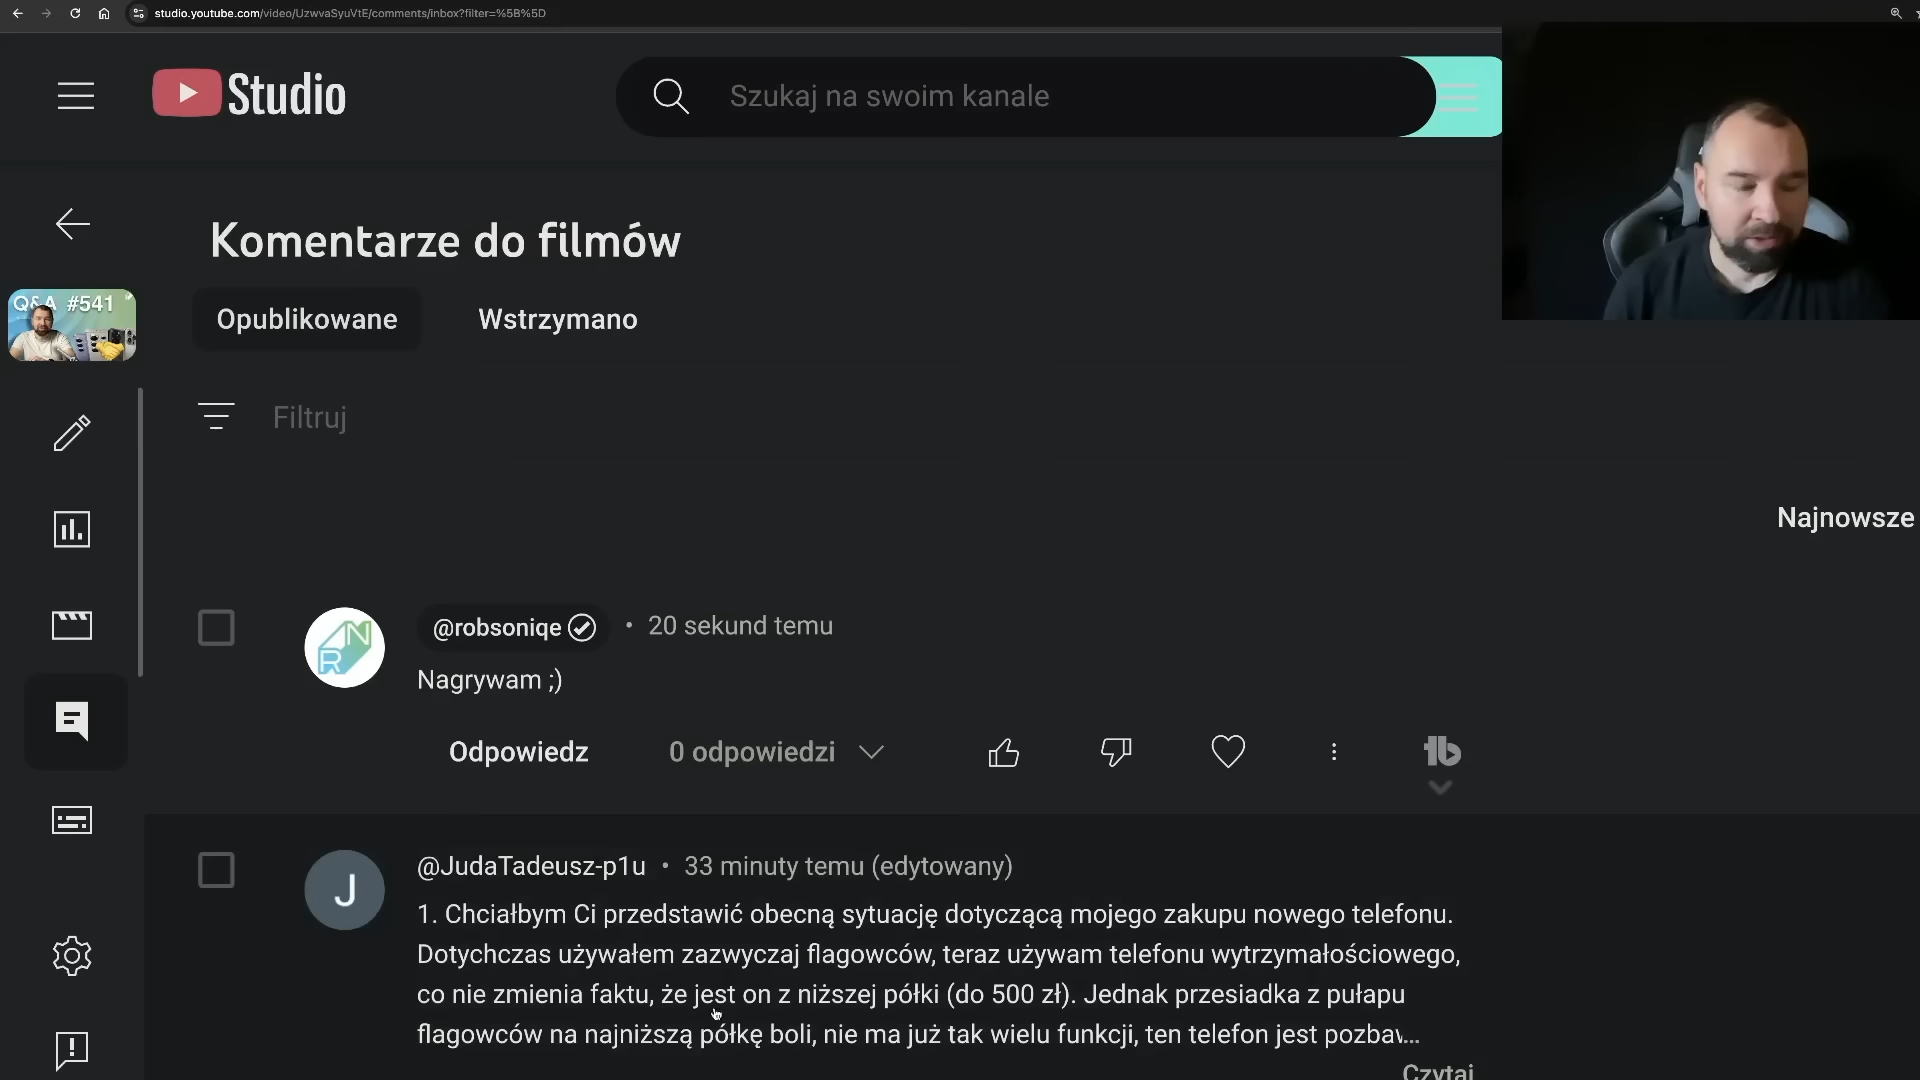 studio.youtube.com/video/UzwvaSyuVtE/comments/inbox?filter=%5B%5D
Studio
Szukaj na swoim kanale
Komentarze do filmów
Q&A #541
Opublikowane
Wstrzymano
Filtruj
Najnowsze
@robsoniqe • 20 sekund temu
Nagrywam ;)
Odpowiedz
0 odpowiedzi
@JudaTadeusz-p1u • 33 minuty temu (edytowany)
J
1. Chciałbym Ci przedstawić obecną sytuację dotyczącą mojego zakupu nowego telefonu.
Dotychczas używałem zazwyczaj flagowców, teraz używam telefonu wytrzymałościowego,
co nie zmienia faktu, że jest on z niższej półki (do 500 zł). Jednak przesiadka z pułapu
flagowców na najniższą półkę boli, nie ma już tak wielu funkcji, ten telefon jest pozbaw...
Czytaj